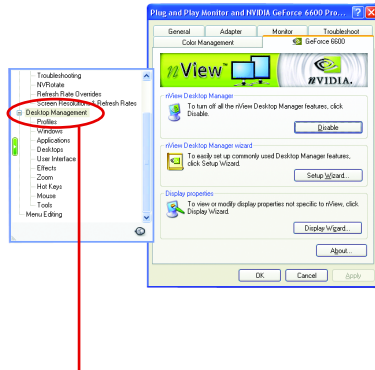 Plug and Play Monitor and NVIDIA GeForce 6600 Pro...
General
Adapter
Monitor
Troubleshoot
Color Management
GeForce 6600
nView™
nVIDIA.
nView Desktop Manager
To turn off all the nView Desktop Manager features, click
Disable.
Disable
nView Desktop Manager wizard
To easily set up commonly used Desktop Manager features,
click Setup Wizard.
Setup Wizard...
Display properties
To view or modify display properties not specific to nView, click
Display Wizard.
Display Wizard...
About...
OK
Cancel
Apply
Troubleshooting
NVRotate
Refresh Rate Overrides
Screen Resolutions & Refresh Rates
Desktop Management
Profiles
Windows
Applications
Desktops
User Interface
Effects
Zoom
Hot Keys
Mouse
Tools
Menu Editing